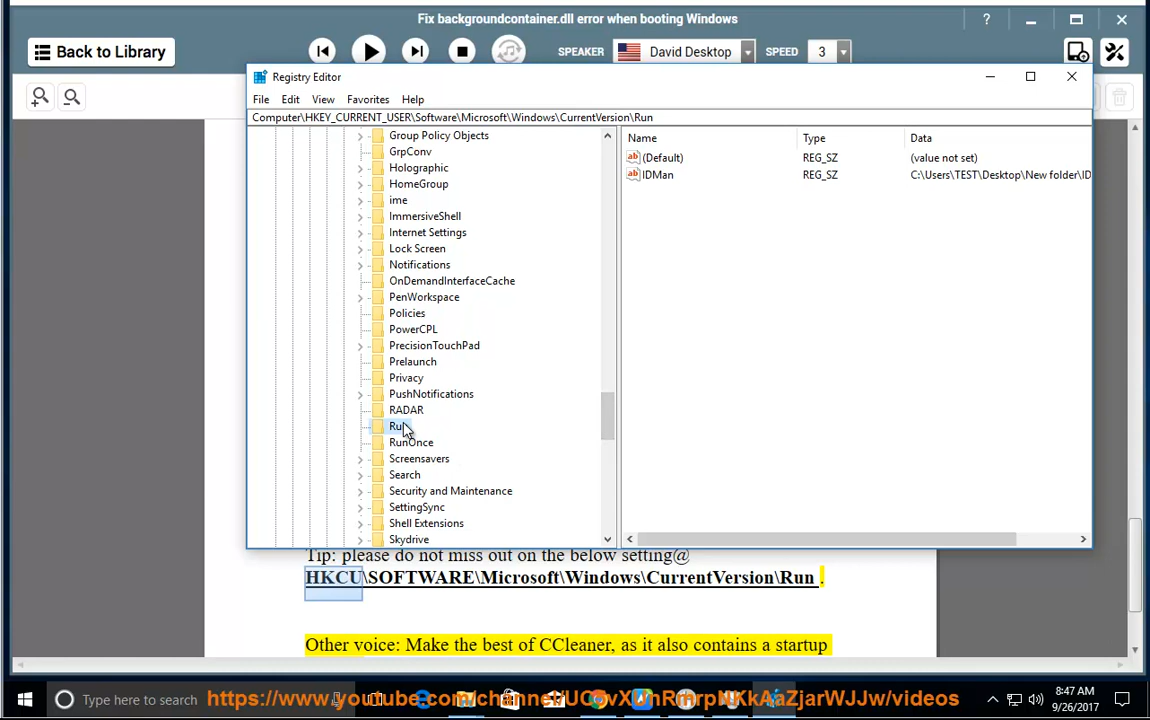 Fix backgroundcontainer.dll error when booting Windows
Back to Library
SPEAKER
David Desktop
SPEED
3
Registry Editor
File Edit View Favorites Help
Computer\HKEY_CURRENT_USER\Software\Microsoft\Windows\CurrentVersion\Run
Group Policy Objects
GrpConv
Holographic
HomeGroup
ime
ImmersiveShell
Internet Settings
Lock Screen
Notifications
OnDemandInterfaceCache
PenWorkspace
Policies
PowerCPL
PrecisionTouchPad
Prelaunch
Privacy
PushNotifications
RADAR
Run
RunOnce
Screensavers
Search
Security and Maintenance
SettingSync
Shell Extensions
Skydrive
Name Type Data
(Default) REG_SZ (value not set)
IDMan REG_SZ C:\Users\TEST\Desktop\New folder\ID
Tip: please do not miss out on the below setting@
HKCU\SOFTWARE\Microsoft\Windows\CurrentVersion\Run .
Other voice: Make the best of CCleaner, as it also contains a startup
Type here to search
8:47 AM
9/26/2017